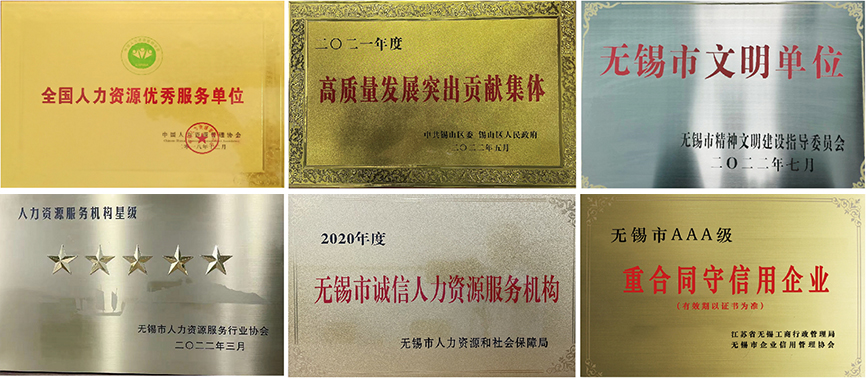 全国人力资源优秀服务单位
二〇二一年度
高质量发展突出贡献集体
中共锡山区委 锡山区人民政府
二〇二二年五月
无锡市文明单位
无锡市精神文明建设指导委员会
二〇二二年七月
人力资源服务机构星级
无锡市人力资源服务行业协会
二〇二二年三月
2020年度
无锡市诚信人力资源服务机构
无锡市人力资源和社会保障局
无锡市AAA级
重合同守信用企业
(有效期以证书为准)
江苏省无锡工商行政管理局
无锡市企业信用管理协会